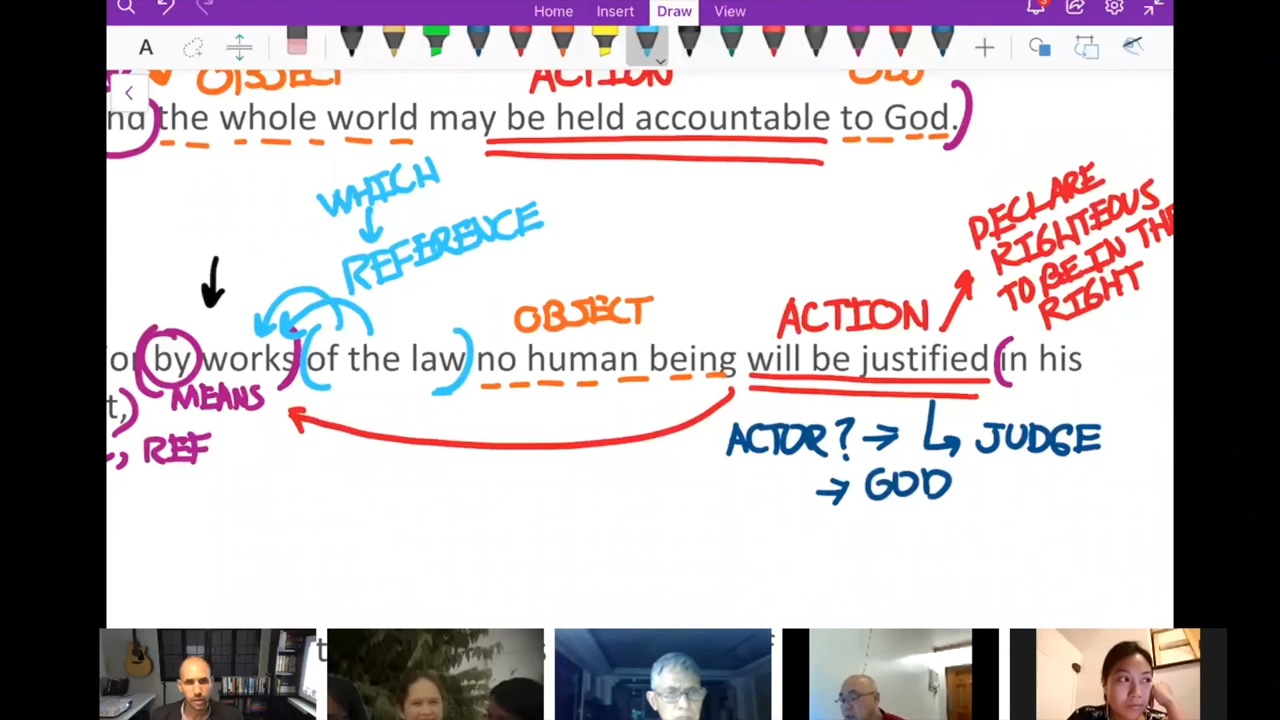 Home Insert Draw View
A
OBJECT ACTION
nd the whole world may be held accountable to God.)
WHICH
REFERENCE
DECLARE
RIGHTEOUS
TO BE IN THE
RIGHT
OBJECT ACTION
or by works) (of the law) no human being will be justified (in his
t,) MEANS
, REF
ACTOR? → JUDGE
→ GOD